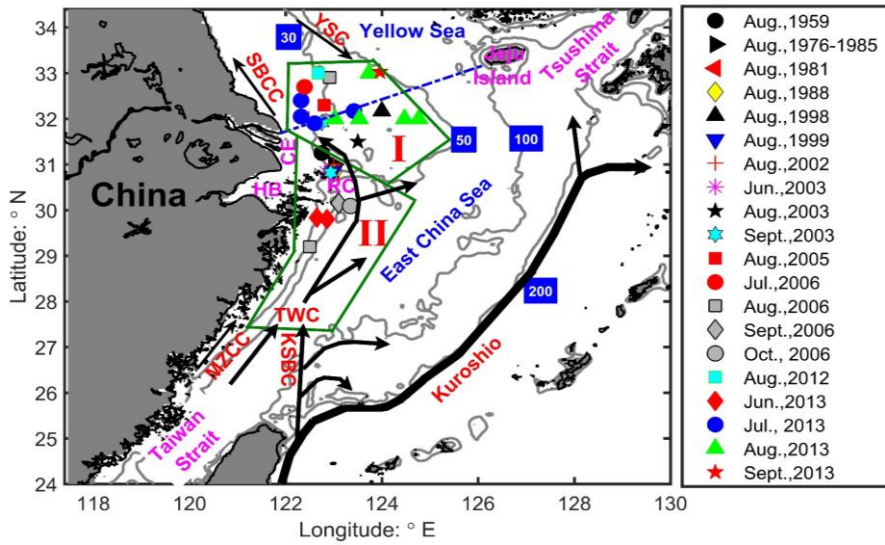 34
33
32
31
30
29
28
27
26
25
24
118
120
122
124
126
128
130
Latitude: ° N
Longitude: ° E
YSC
Yellow Sea
30
SBCC
Jeju
Island
Tsushima
Strait
50
100
I
CE
China
HB
RC
II
East China Sea
200
TWC
MZCC
KSBC
Kuroshio
Taiwan
Strait
Aug.,1959
Aug.,1976-1985
Aug.,1981
Aug.,1988
Aug.,1998
Aug.,1999
Aug.,2002
Jun.,2003
Aug.,2003
Sept.,2003
Aug.,2005
Jul.,2006
Aug.,2006
Sept.,2006
Oct., 2006
Aug.,2012
Jun.,2013
Jul., 2013
Aug.,2013
Sept.,2013